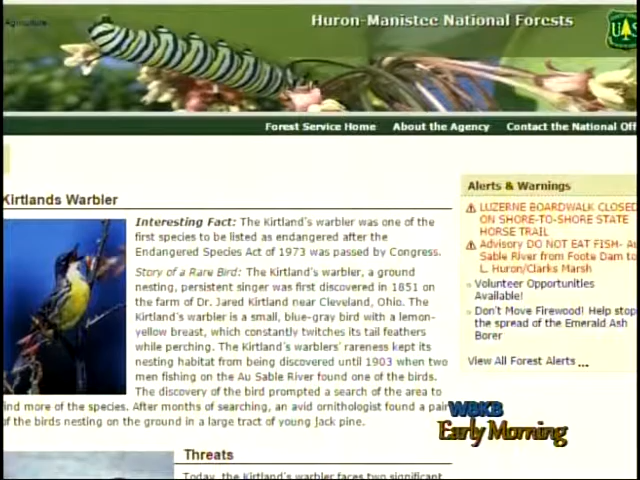 Agriculture
Huron-Manistee National Forests
UAS
Forest Service Home About the Agency Contact the National Off
Kirtlands Warbler
Interesting Fact: The Kirtland's warbler was one of the
first species to be listed as endangered after the
Endangered Species Act of 1973 was passed by Congress.
Story of a Rare Bird: The Kirtland's warbler, a ground
nesting, persistent singer was first discovered in 1851 on
the farm of Dr. Jared Kirtland near Cleveland, Ohio. The
Kirtland's warbler is a small, blue-gray bird with a lemon-
yellow breast, which constantly twitches its tail feathers
while perching. The Kirtland's warblers' rareness kept its
nesting habitat from being discovered until 1903 when two
men fishing on the Au Sable River found one of the birds.
The discovery of the bird prompted a search of the area to
find more of the species. After months of searching, an avid ornithologist found a pair
of the birds nesting on the ground in a large tract of young jack pine.
Threats
Today, the Kirtland's warbler faces two significant
Alerts & Warnings
LUZERNE BOARDWALK CLOSED
ON SHORE-TO-SHORE STATE
HORSE TRAIL
Advisory DO NOT EAT FISH- Au
Sable River from Foote Dam to
L. Huron/Clarks Marsh
Volunteer Opportunities
Available!
Don't Move Firewood! Help stop
the spread of the Emerald Ash
Borer
View All Forest Alerts ...
WBKB
Early Morning